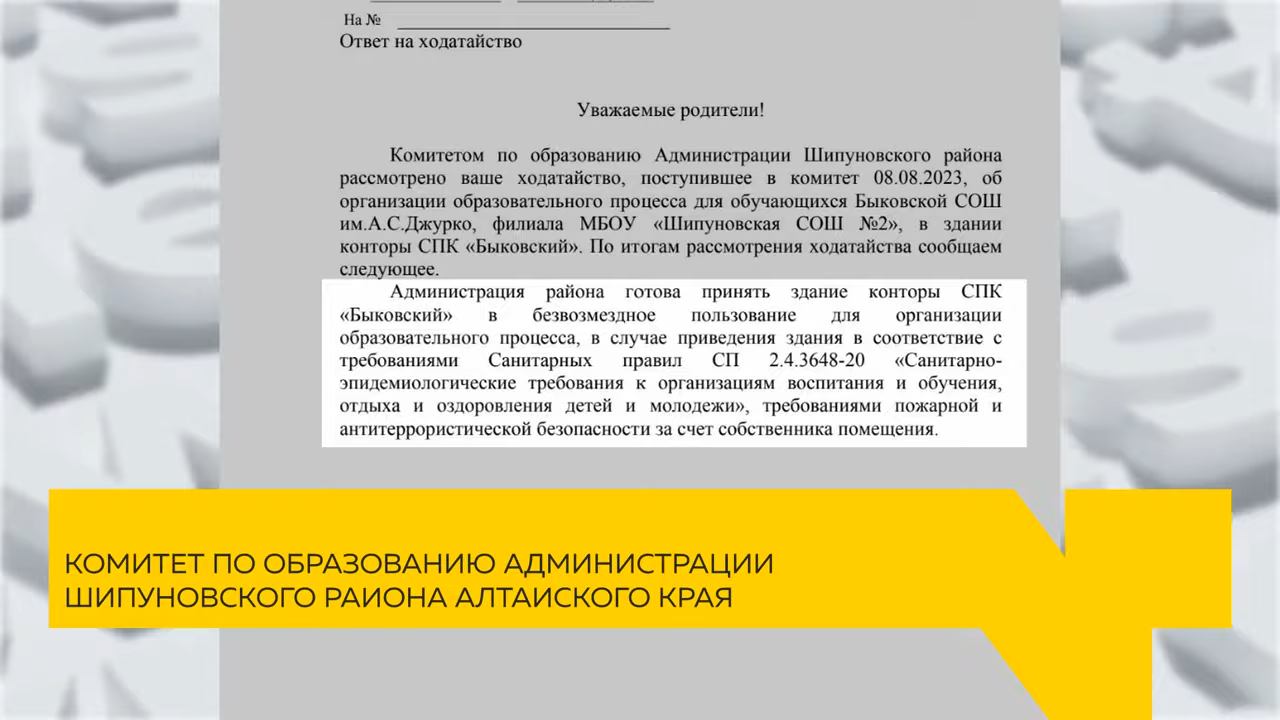 На №
Ответ на ходатайство
Уважаемые родители!
Комитетом по образованию Администрации Шипуновского района
рассмотрено ваше ходатайство, поступившее в комитет 08.08.2023, об
организации образовательного процесса для обучающихся Быковской СОШ
им.А.С.Джурко, филиала МБОУ «Шипуновская СОШ №2», в здании
конторы СПК «Быковский». По итогам рассмотрения ходатайства сообщаем
следующее.
Администрация района готова принять здание конторы СПК
«Быковский» в безвозмездное пользование для организации
образовательного процесса, в случае приведения здания в соответствие с
требованиями Санитарных правил СП 2.4.3648-20 «Санитарно-
эпидемиологические требования к организациям воспитания и обучения,
отдыха и оздоровления детей и молодежи», требованиями пожарной и
антитеррористической безопасности за счет собственника помещения.
КОМИТЕТ ПО ОБРАЗОВАНИЮ АДМИНИСТРАЦИИ
ШИПУНОВСКОГО РАИОНА АЛТАИСКОГО КРАЯ